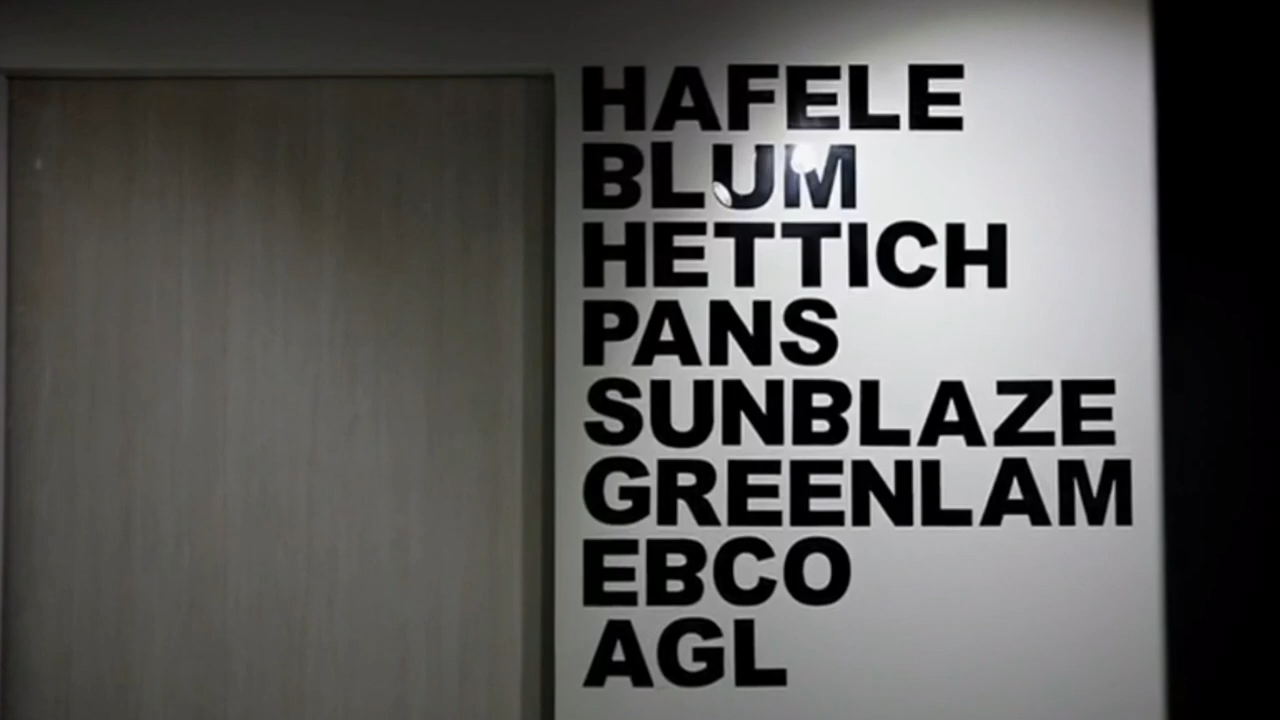 HAFELE
BLUM
HETTICH
PANS
SUNBLAZE
GREENLAM
EBCO
AGL